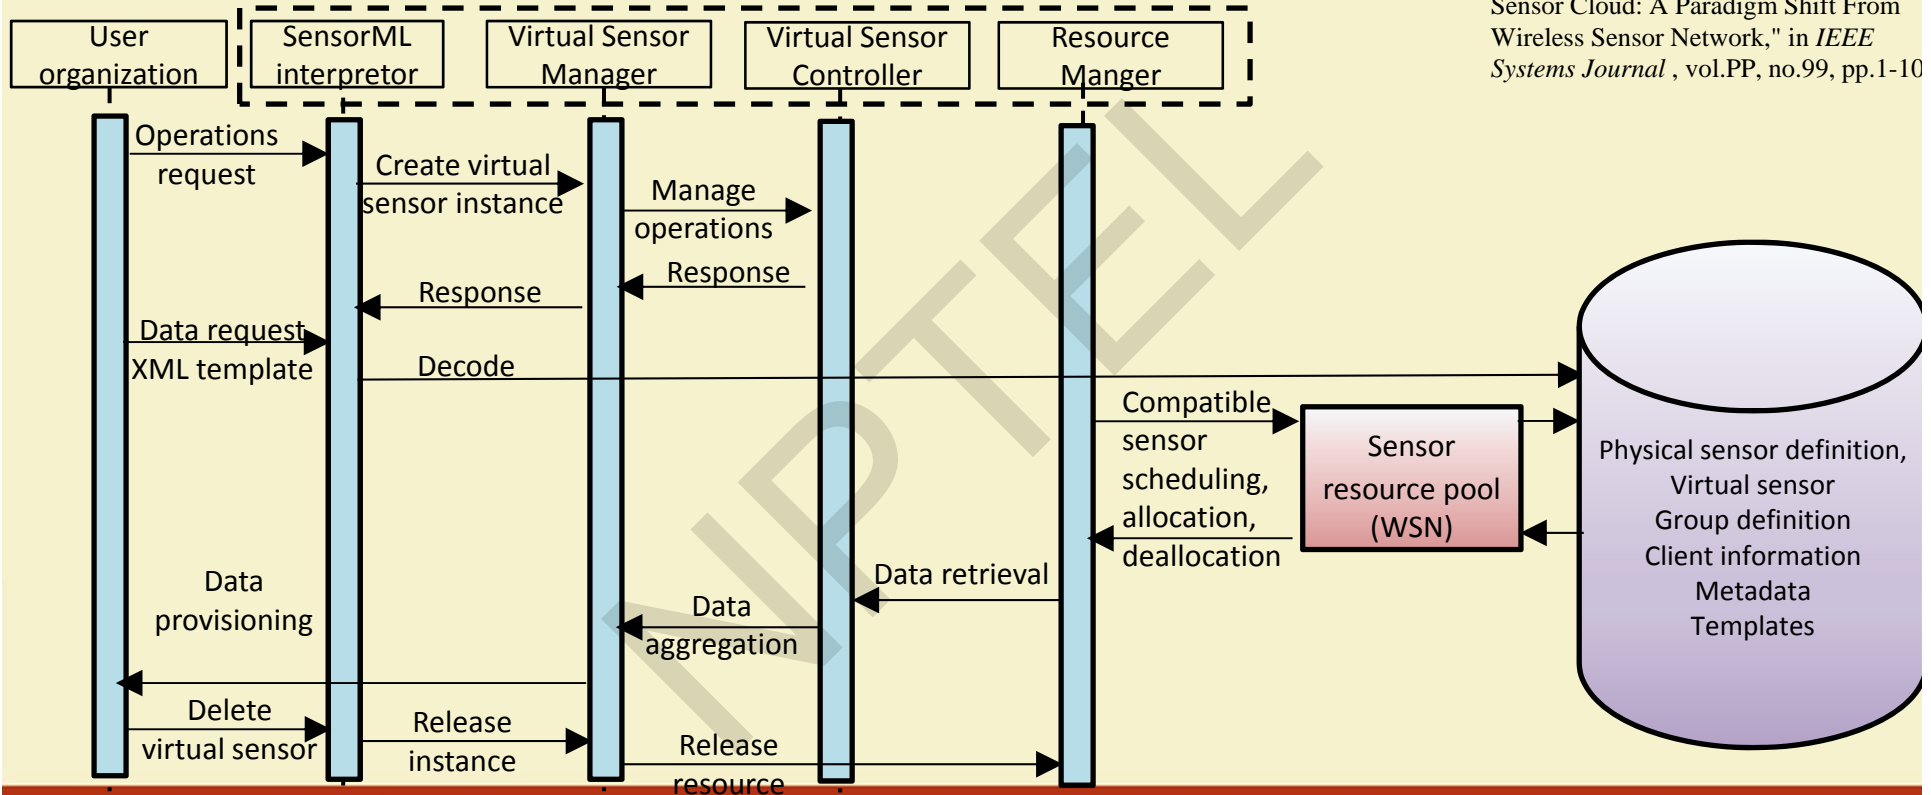 Sensor Cloud: A Paradigm Shift From
Wireless Sensor Network," in IEEE
Systems Journal , vol.PP, no.99, pp.1-10
User
organization
SensorML
interpretor
Virtual Sensor
Manager
Virtual Sensor
Controller
Resource
Manger
Operations
request
Create virtual
sensor instance
Manage
operations
Response
Response
Data request
XML template
Decode
Compatible
sensor
scheduling,
allocation,
deallocation
Sensor
resource pool
(WSN)
Physical sensor definition,
Virtual sensor
Group definition
Client information
Metadata
Templates
Data retrieval
Data
aggregation
Data
provisioning
Delete
virtual sensor
Release
instance
Release
resource
NPTEL